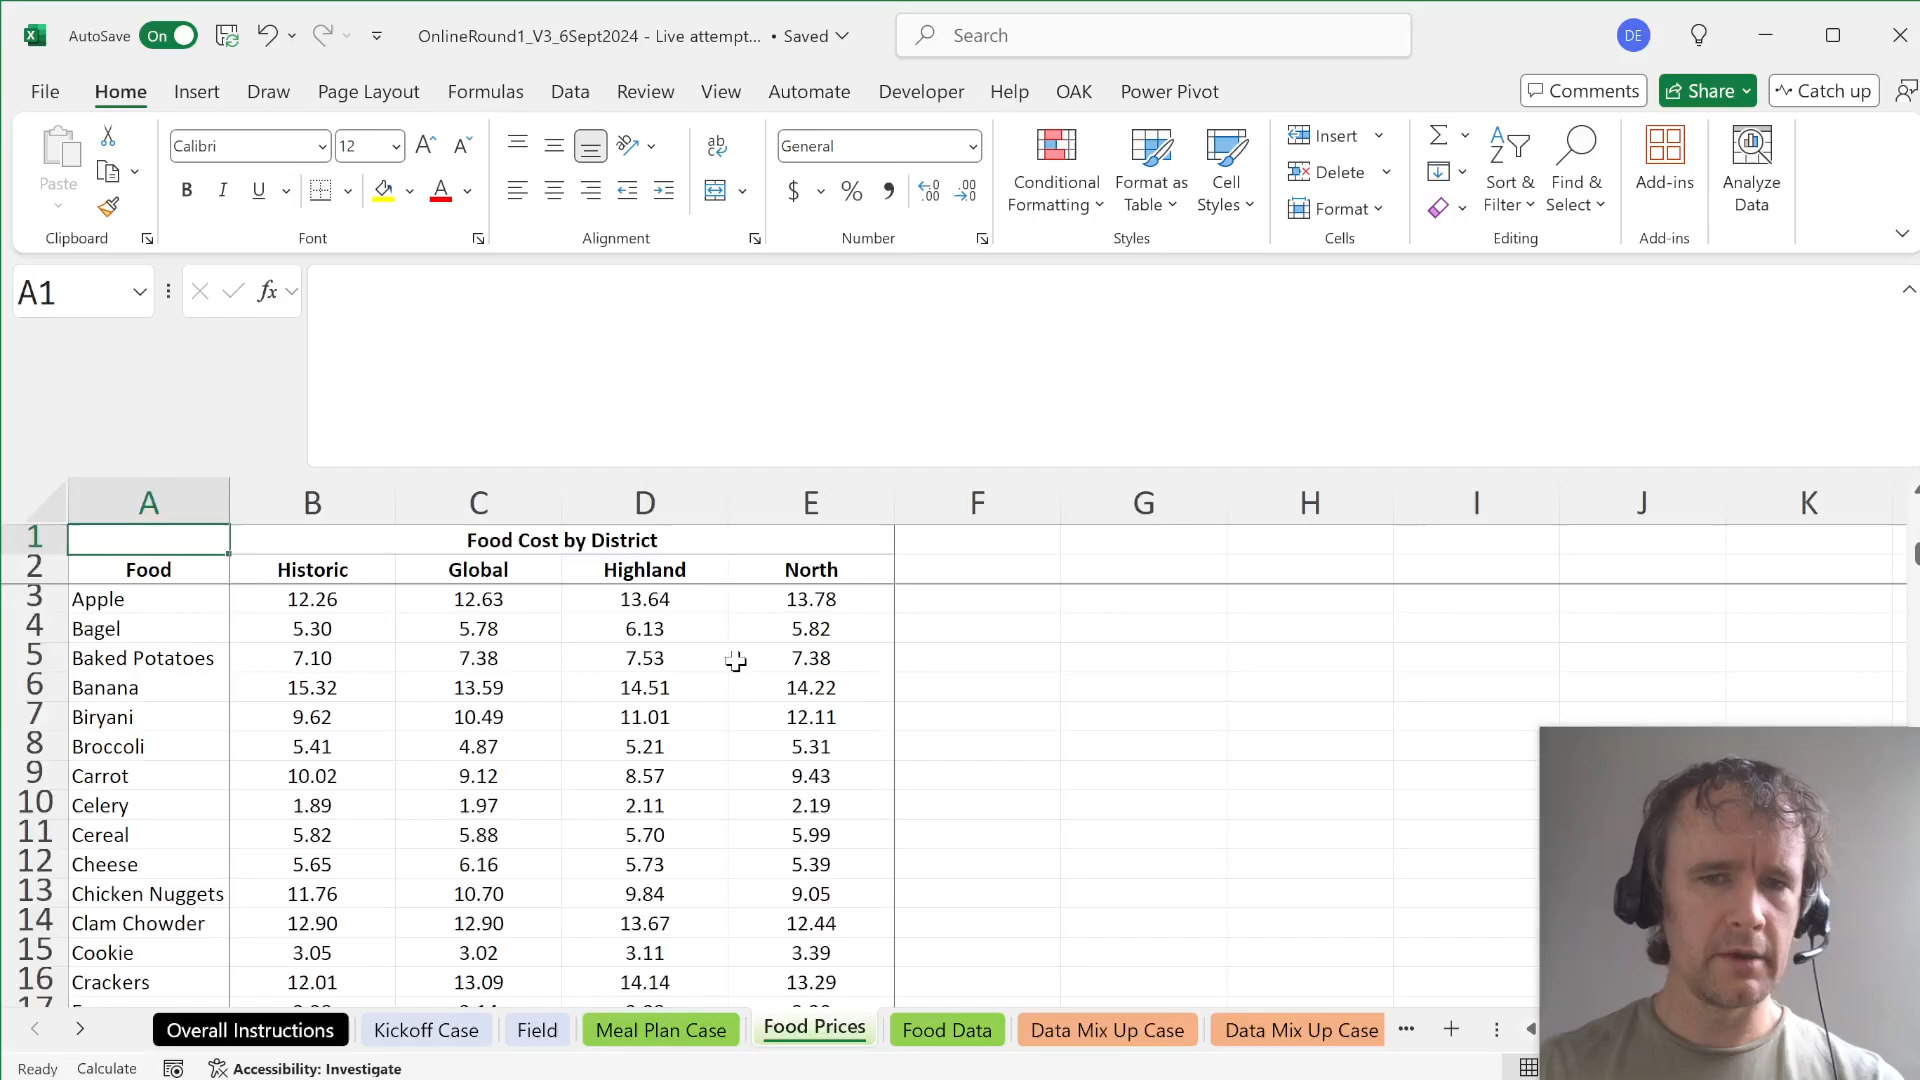 AutoSave On OnlineRound1_V3_6Sept2024 - Live attempt... • Saved Search DE
File Home Insert Draw Page Layout Formulas Data Review View Automate Developer Help OAK Power Pivot Comments Share Catch up
Paste Calibri 12 B I U A ab General $ % Conditional Formatting Format as Table Cell Styles Insert Delete Format Sort & Filter Find & Select Add-ins Analyze Data
Clipboard Font Alignment Number Styles Cells Editing Add-ins
A1 fx
A B C D E F G H I J K
1 Food Cost by District
2 Food Historic Global Highland North
3 Apple 12.26 12.63 13.64 13.78
4 Bagel 5.30 5.78 6.13 5.82
5 Baked Potatoes 7.10 7.38 7.53 7.38
6 Banana 15.32 13.59 14.51 14.22
7 Biryani 9.62 10.49 11.01 12.11
8 Broccoli 5.41 4.87 5.21 5.31
9 Carrot 10.02 9.12 8.57 9.43
10 Celery 1.89 1.97 2.11 2.19
11 Cereal 5.82 5.88 5.70 5.99
12 Cheese 5.65 6.16 5.73 5.39
13 Chicken Nuggets 11.76 10.70 9.84 9.05
14 Clam Chowder 12.90 12.90 13.67 12.44
15 Cookie 3.05 3.02 3.11 3.39
16 Crackers 12.01 13.09 14.14 13.29
17
Overall Instructions Kickoff Case Field Meal Plan Case Food Prices Food Data Data Mix Up Case Data Mix Up Case
Ready Calculate Accessibility: Investigate